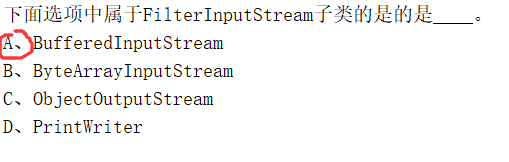 下面选项中属于FilterInputStream子类的是的是____。
A、BufferedInputStream
B、ByteArrayInputStream
C、ObjectOutputStream
D、PrintWriter